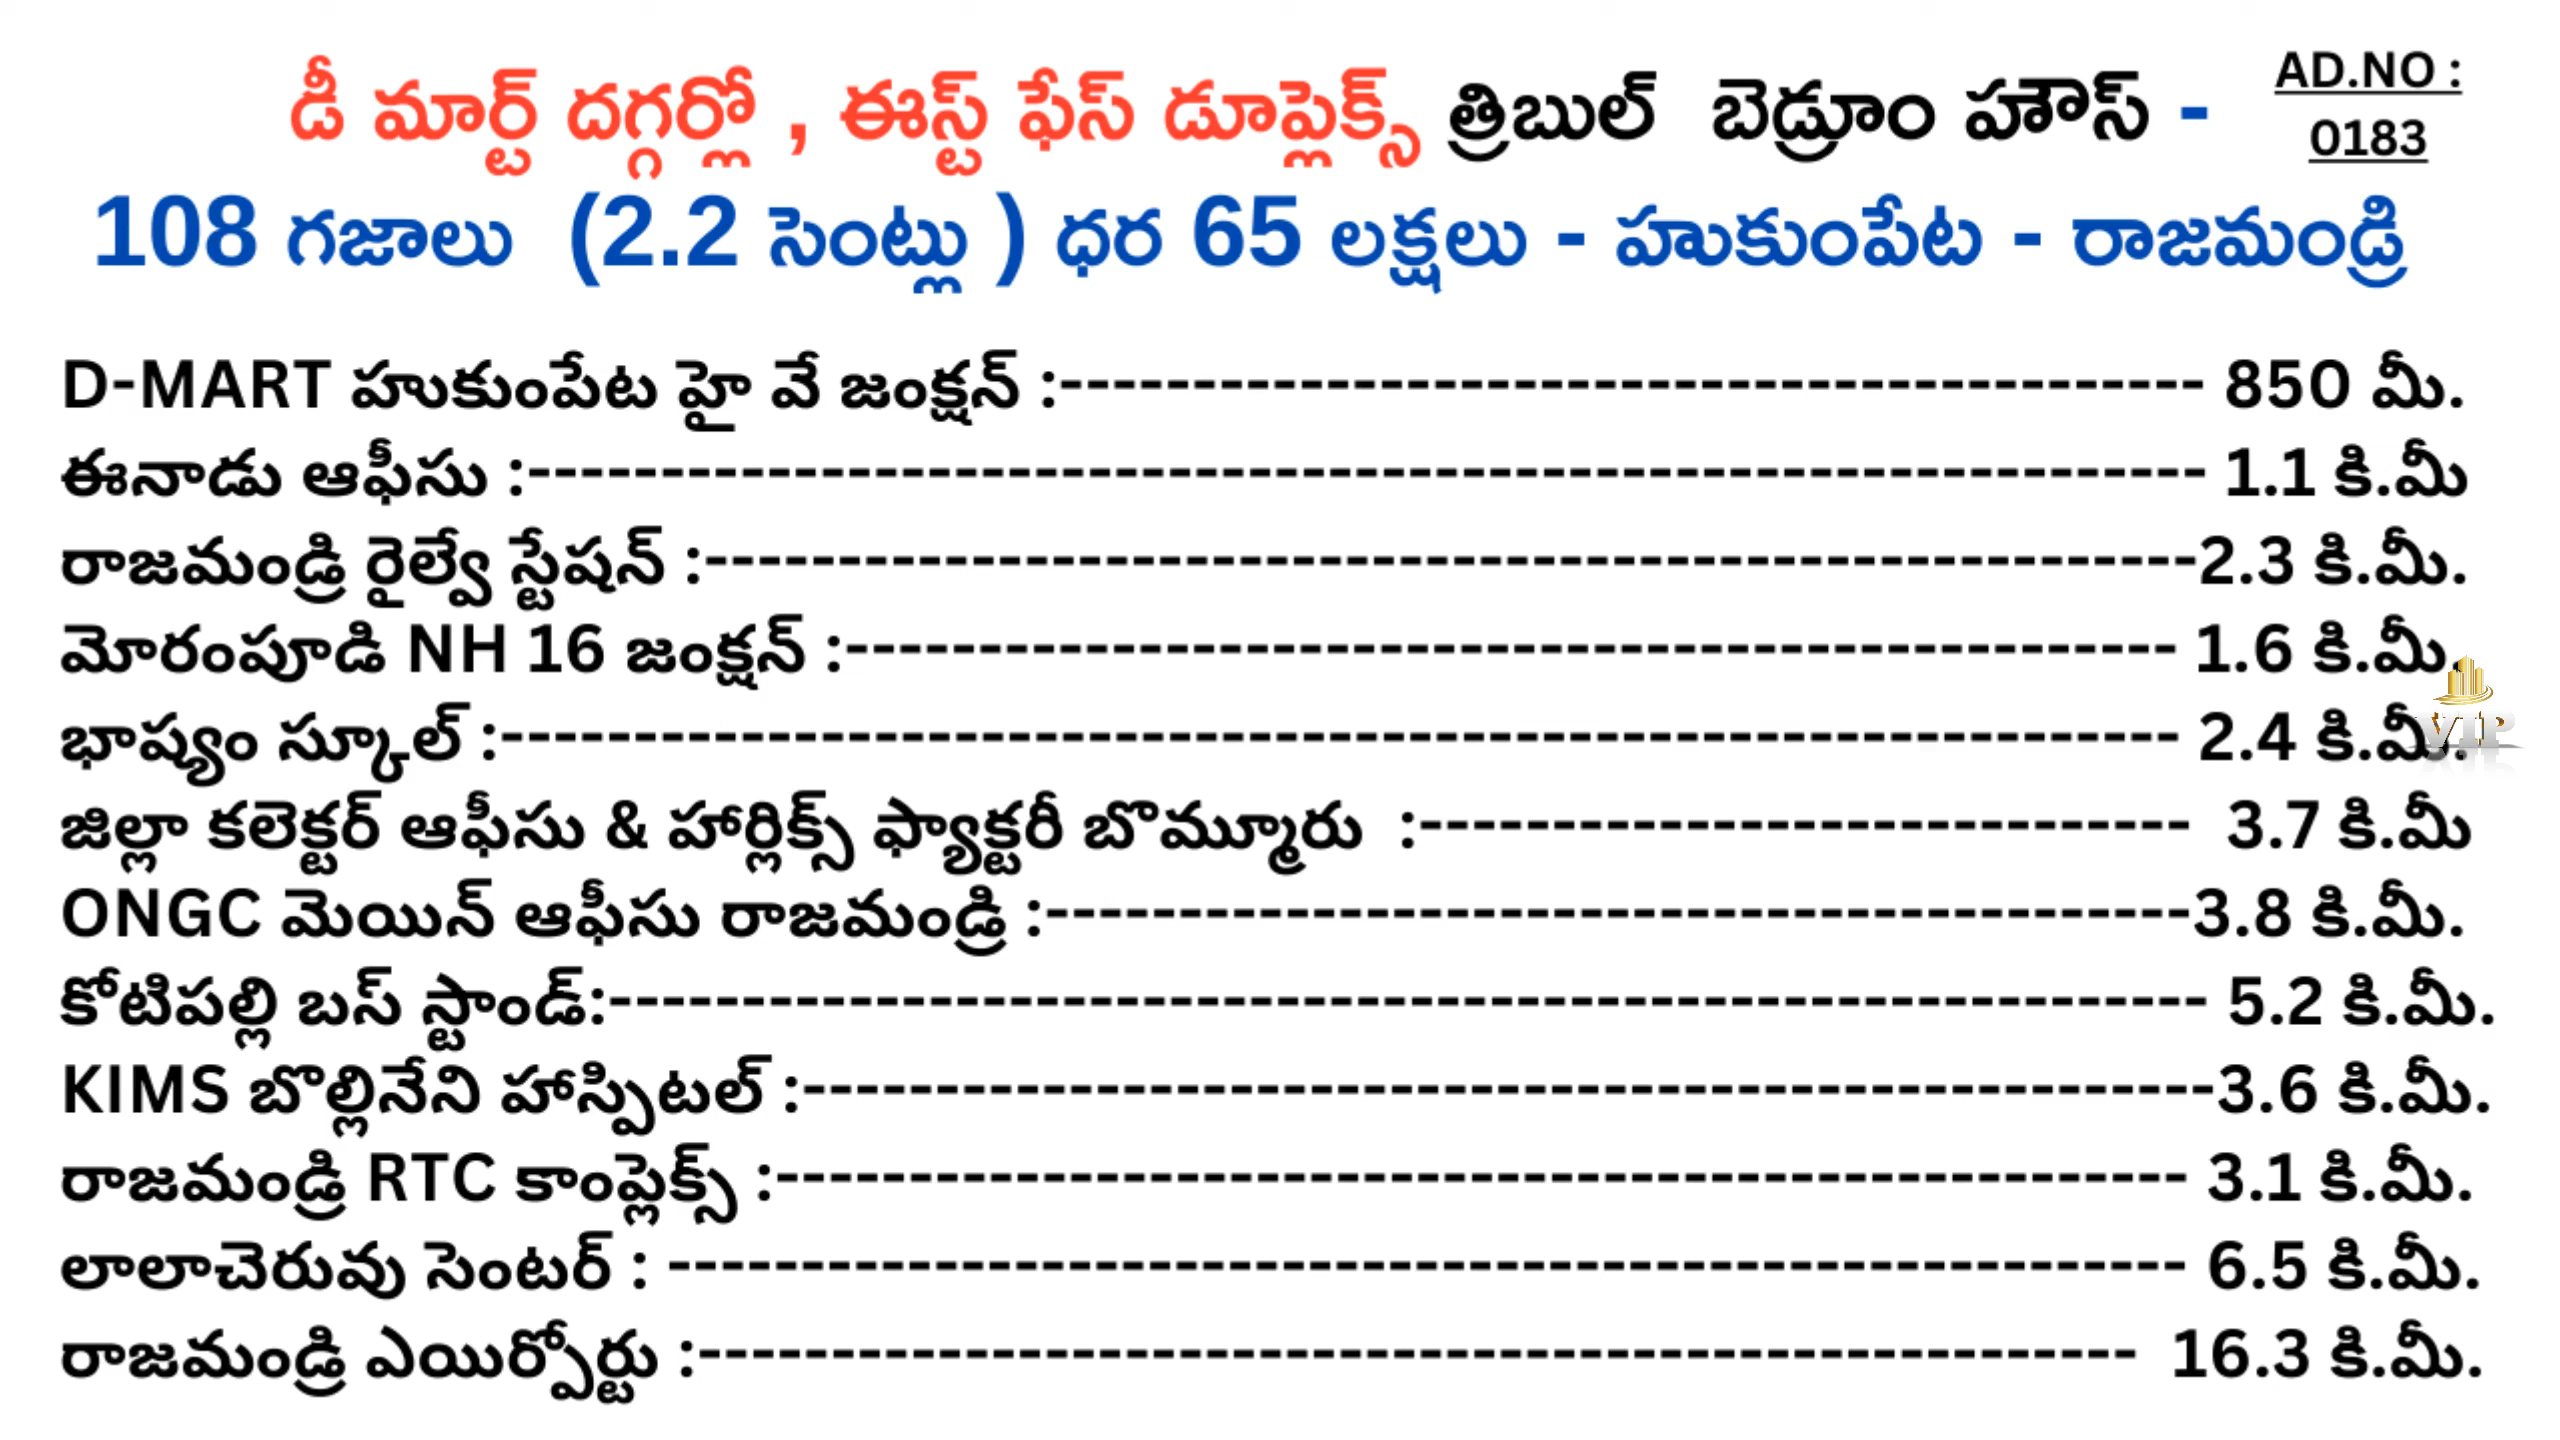 డీ మార్ట్ దగ్గర్లో , ఈస్ట్ ఫేస్ డూప్లెక్స్ త్రిబుల్ బెడ్రూం హౌస్ -
AD.NO :
0183
108 గజాలు (2.2 సెంట్లు ) ధర 65 లక్షలు - హుకుంపేట - రాజమండ్రి
D-MART హుకుంపేట హై వే జంక్షన్ :------------------------------------------- 850 మీ.
ఈనాడు ఆఫీసు :--------------------------------------------------------------- 1.1 కి.మీ
రాజమండ్రి రైల్వే స్టేషన్ :--------------------------------------------------------2.3 కి.మీ.
మోరంపూడి NH 16 జంక్షన్ :-------------------------------------------------- 1.6 కి.మీ.
భాష్యం స్కూల్ :--------------------------------------------------------------- 2.4 కి.మీ.
జిల్లా కలెక్టర్ ఆఫీసు & హార్లిక్స్ ఫ్యాక్టరీ బొమ్మూరు :----------------------------- 3.7 కి.మీ
ONGC మెయిన్ ఆఫీసు రాజమండ్రి :-------------------------------------------3.8 కి.మీ.
కోటిపల్లి బస్ స్టాండ్:------------------------------------------------------------ 5.2 కి.మీ.
KIMS బొల్లినేని హాస్పిటల్ :-----------------------------------------------------3.6 కి.మీ.
రాజమండ్రి RTC కాంప్లెక్స్ :----------------------------------------------------- 3.1 కి.మీ.
లాలాచెరువు సెంటర్ : --------------------------------------------------------- 6.5 కి.మీ.
రాజమండ్రి ఎయిర్పోర్టు :------------------------------------------------------ 16.3 కి.మీ.
VIP